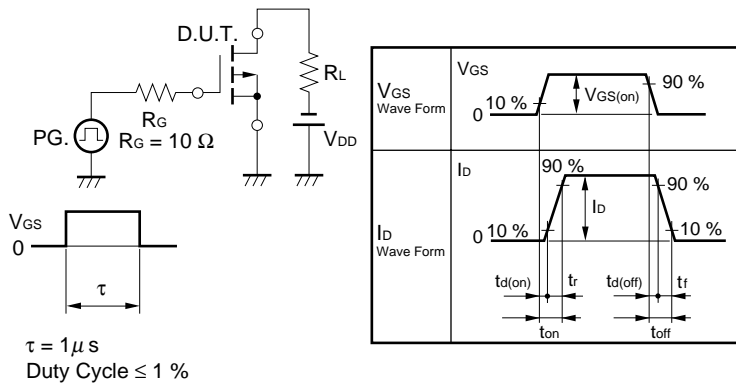 D.U.T.
RL
RG
RG = 10 Ω
PG.
VDD
VGS
0
τ
τ = 1μ s
Duty Cycle ≤ 1 %
VGS
Wave Form
VGS
10 %
0
VGS(on)
90 %
ID
Wave Form
ID
90 %
90 %
ID
0
10 %
10 %
td(on)
tr
td(off)
tf
ton
toff